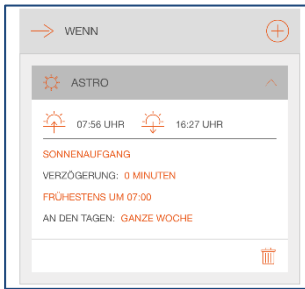 WENN
ASTRO
07:56 UHR 16:27 UHR
SONNENAUFGANG
VERZÖGERUNG: 0 MINUTEN
FRÜHESTENS UM 07:00
AN DEN TAGEN: GANZE WOCHE